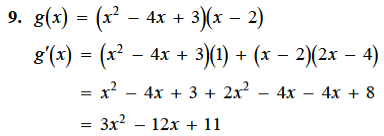 9. g(x) = (x² − 4x + 3)(x − 2)
g′(x) = (x² − 4x + 3)(1) + (x − 2)(2x − 4)
= x² − 4x + 3 + 2x² − 4x − 4x + 8
= 3x² − 12x + 11